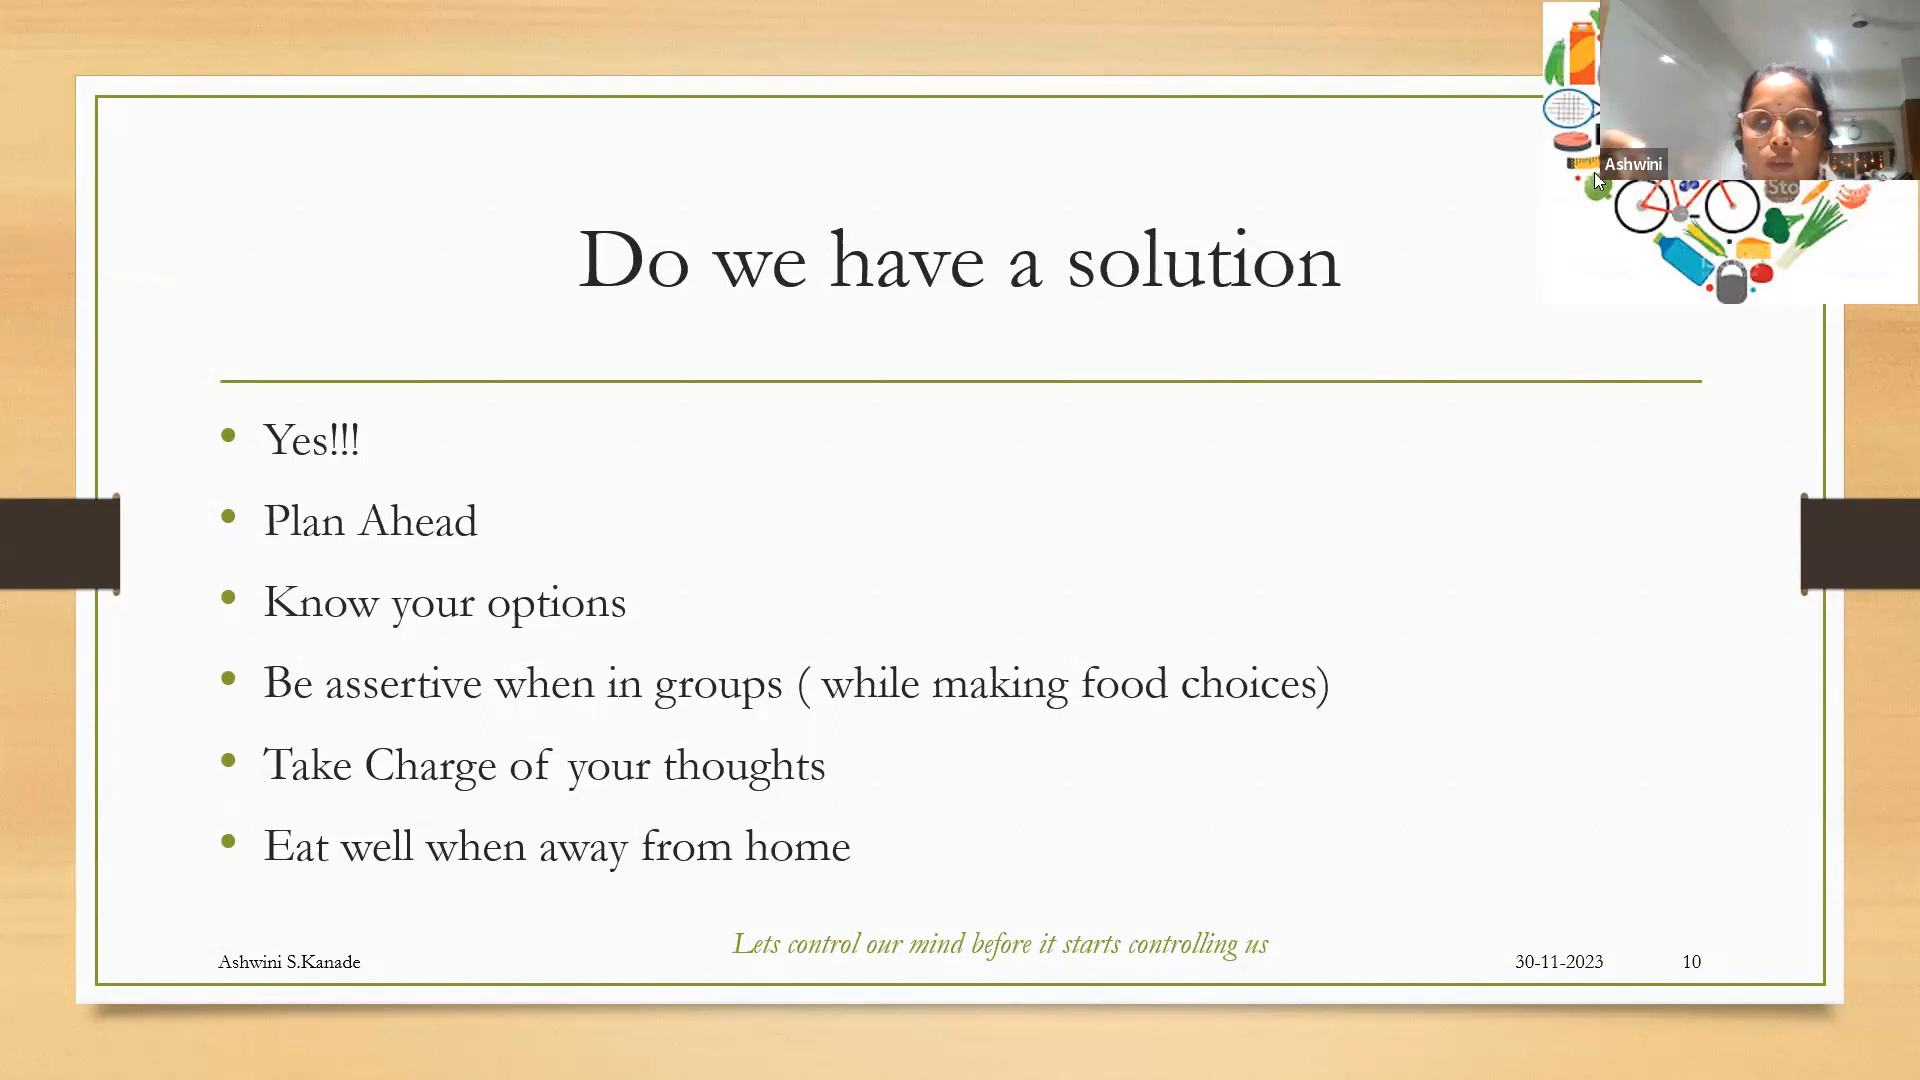 Ashwini
Do we have a solution
Yes!!!
Plan Ahead
Know your options
Be assertive when in groups ( while making food choices)
Take Charge of your thoughts
Eat well when away from home
Lets control our mind before it starts controlling us
Ashwini S.Kanade
30-11-2023
10